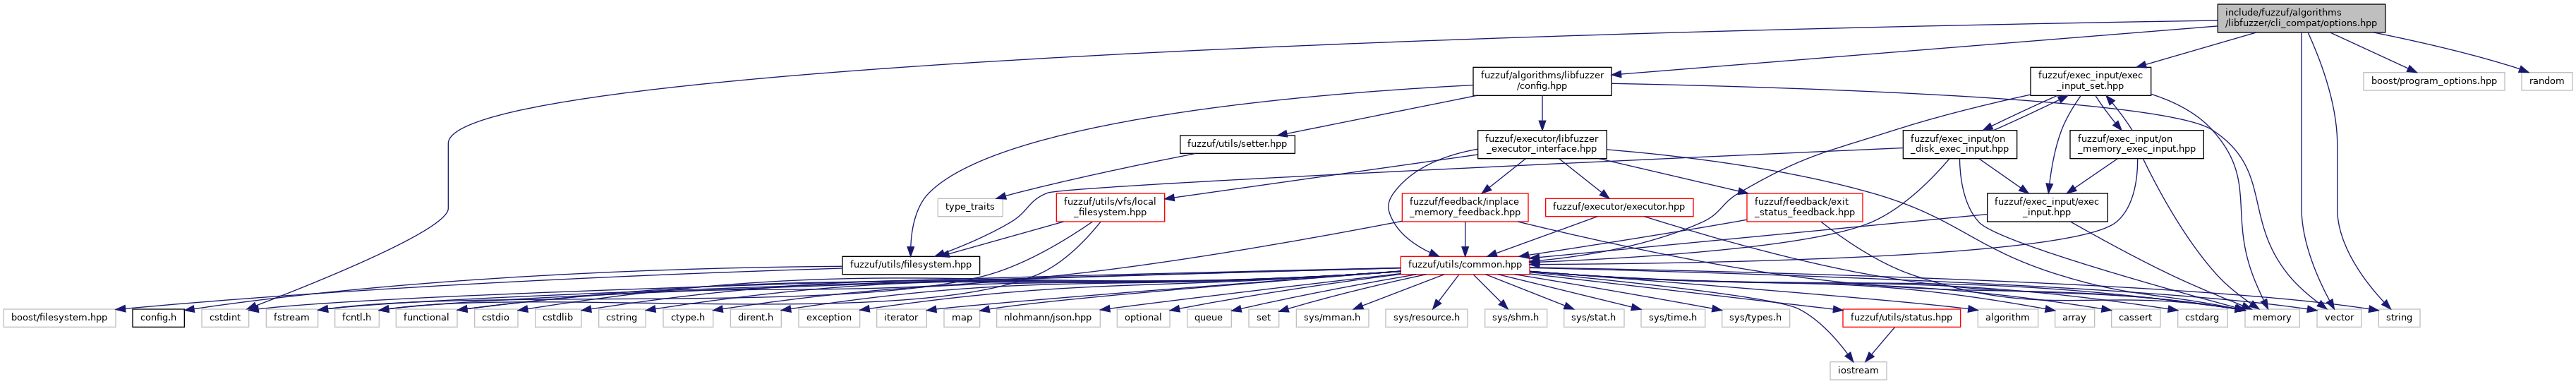 include/fuzzuf/algorithms
/libfuzzer/cli_compat/options.hpp
fuzzuf/algorithms/libfuzzer
/config.hpp
fuzzuf/exec_input/exec
_input_set.hpp
boost/program_options.hpp
random
fuzzuf/utils/setter.hpp
fuzzuf/executor/libfuzzer
_executor_interface.hpp
fuzzuf/exec_input/on
_disk_exec_input.hpp
fuzzuf/exec_input/on
_memory_exec_input.hpp
type_traits
fuzzuf/utils/vfs/local
_filesystem.hpp
fuzzuf/feedback/inplace
_memory_feedback.hpp
fuzzuf/executor/executor.hpp
fuzzuf/feedback/exit
_status_feedback.hpp
fuzzuf/exec_input/exec
_input.hpp
fuzzuf/utils/filesystem.hpp
fuzzuf/utils/common.hpp
boost/filesystem.hpp
config.h
cstdint
fstream
fcntl.h
functional
cstdio
cstdlib
cstring
ctype.h
dirent.h
exception
iterator
map
nlohmann/json.hpp
optional
queue
set
sys/mman.h
sys/resource.h
sys/shm.h
sys/stat.h
sys/time.h
sys/types.h
fuzzuf/utils/status.hpp
algorithm
array
cassert
cstdarg
memory
vector
string
iostream